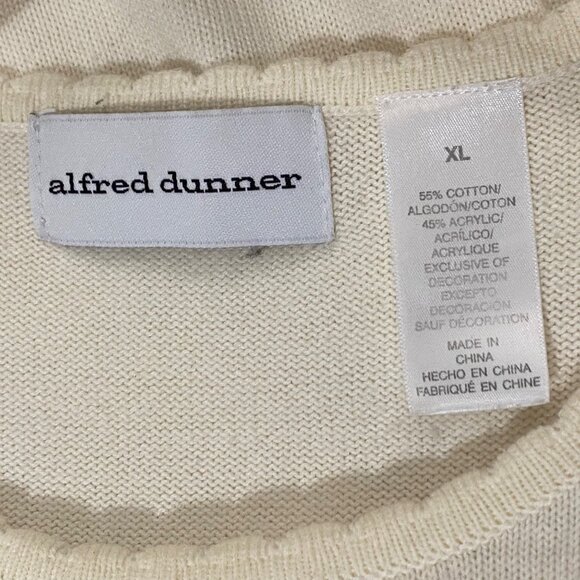 alfred dunner
XL
55% COTTON/
ALGODÓN/COTON
45% ACRYLIC/
ACRÍLICO/
ACRYLIQUE
EXCLUSIVE OF
DECORATION
EXCEPTO
DECORACIÓN
SAUF DÉCORATION
MADE IN
CHINA
HECHO EN CHINA
FABRIQUÉ EN CHINE